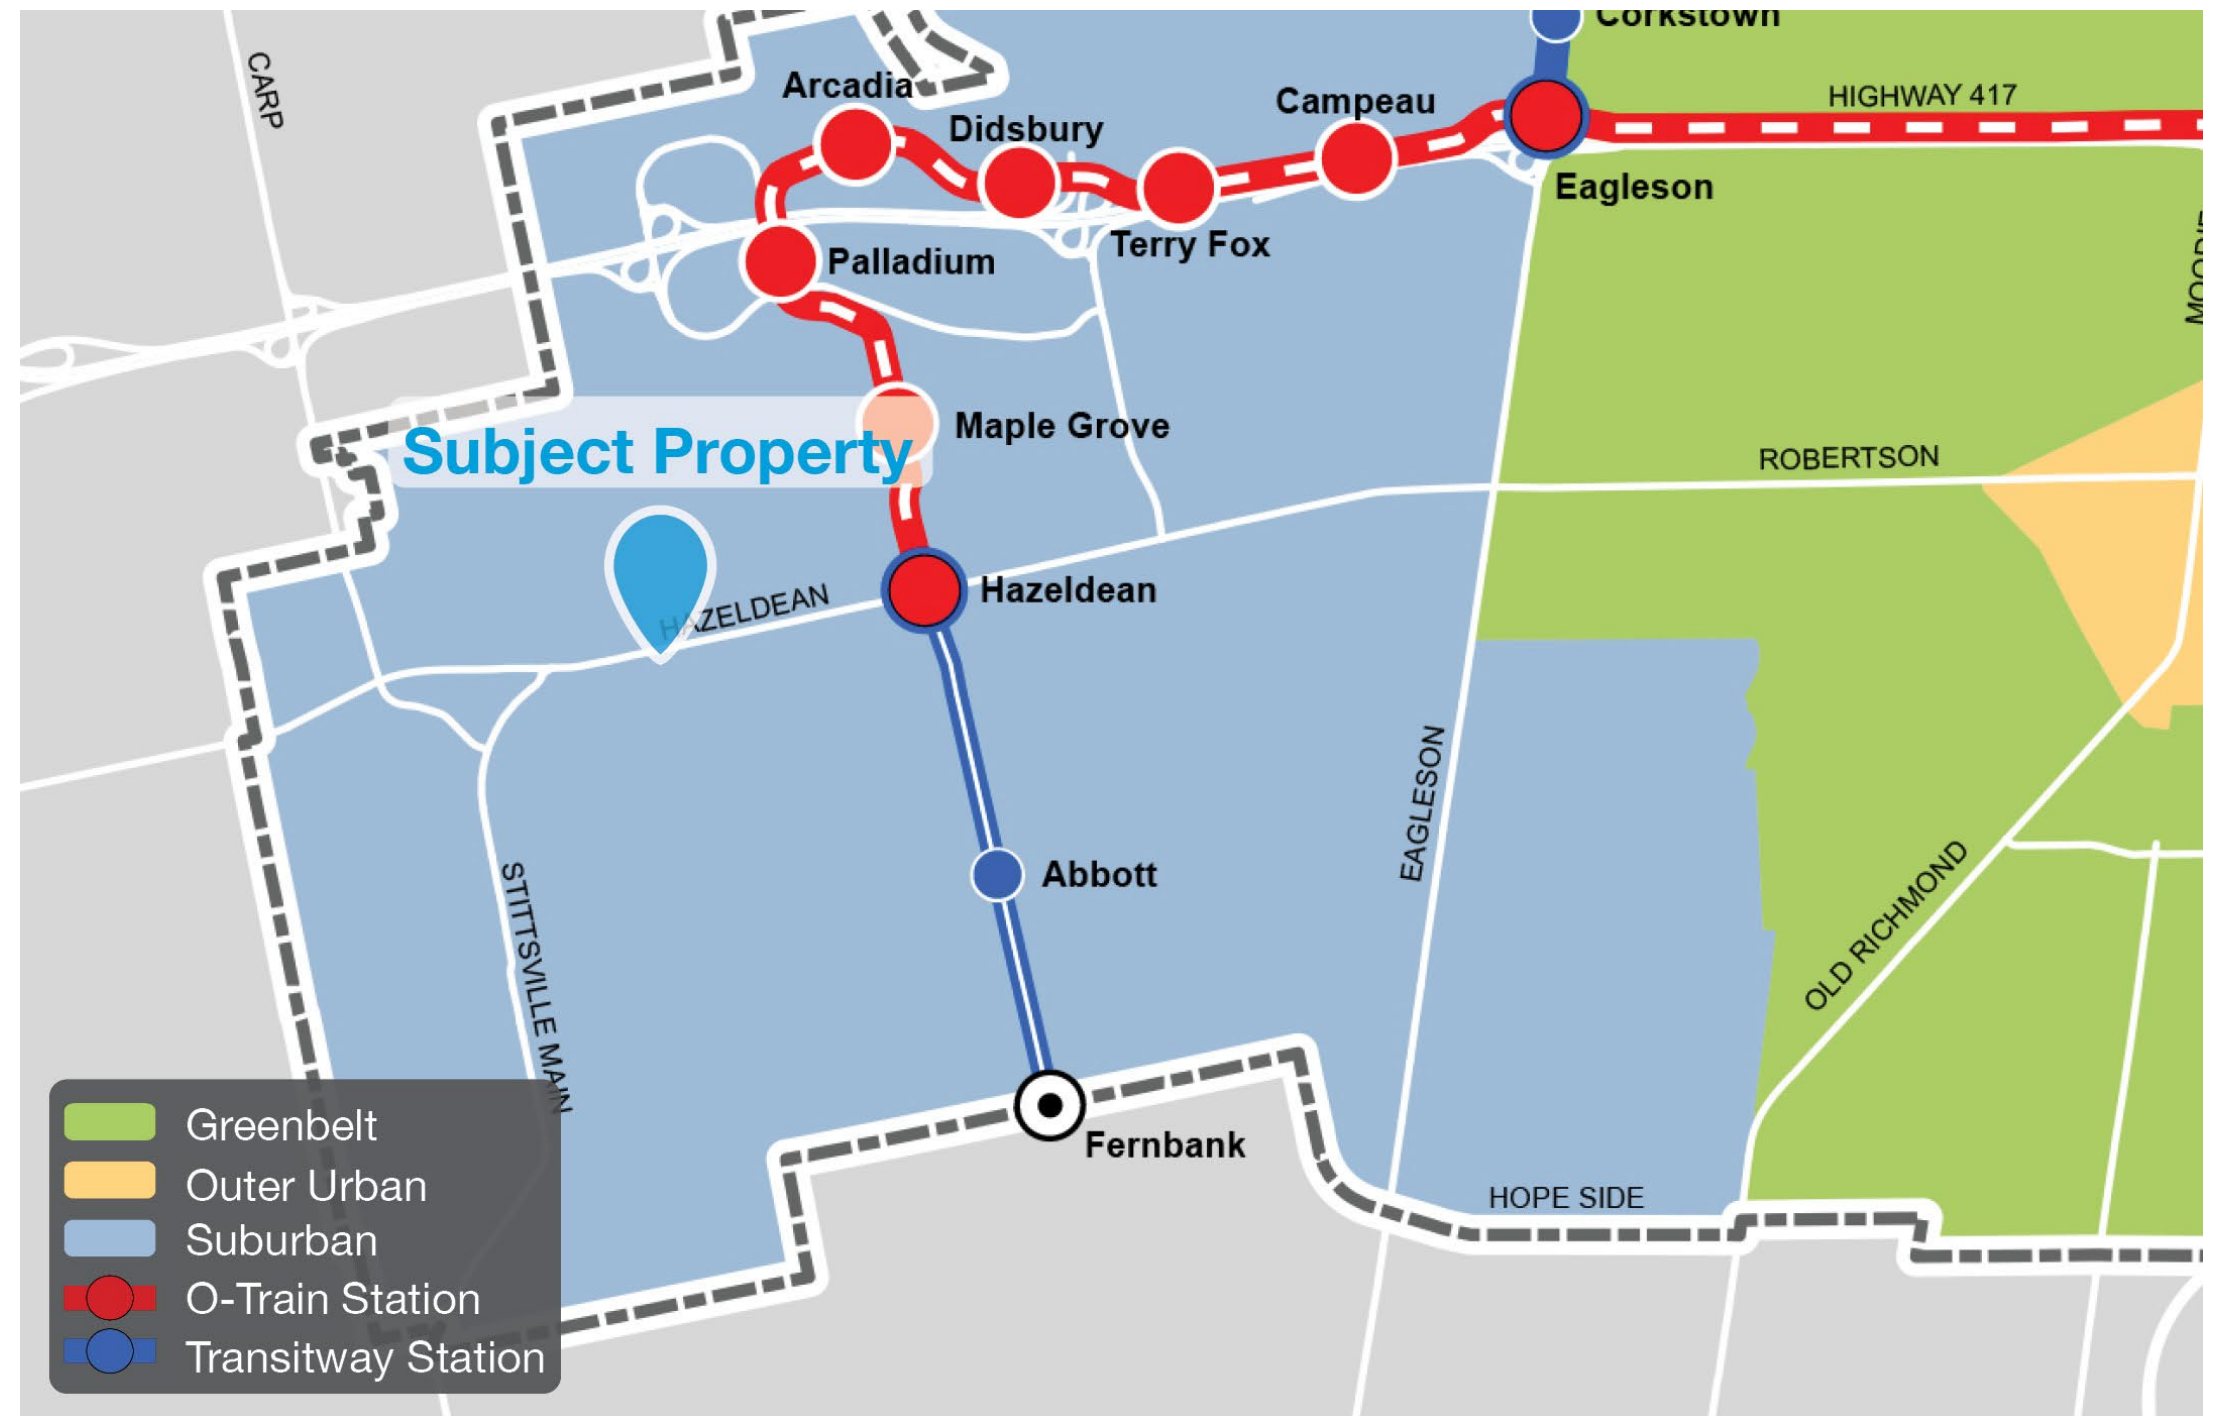 Corkstown
CARP
Arcadia
HIGHWAY 417
Campeau
Didsbury
Eagleson
Terry Fox
Palladium
Maple Grove
Subject Property
ROBERTSON
Hazeldean
HAZELDEAN
EAGLESON
Abbott
STITTSVILLE MAIN
OLD RICHMOND
Fernbank
HOPE SIDE
Greenbelt
Outer Urban
Suburban
O-Train Station
Transitway Station